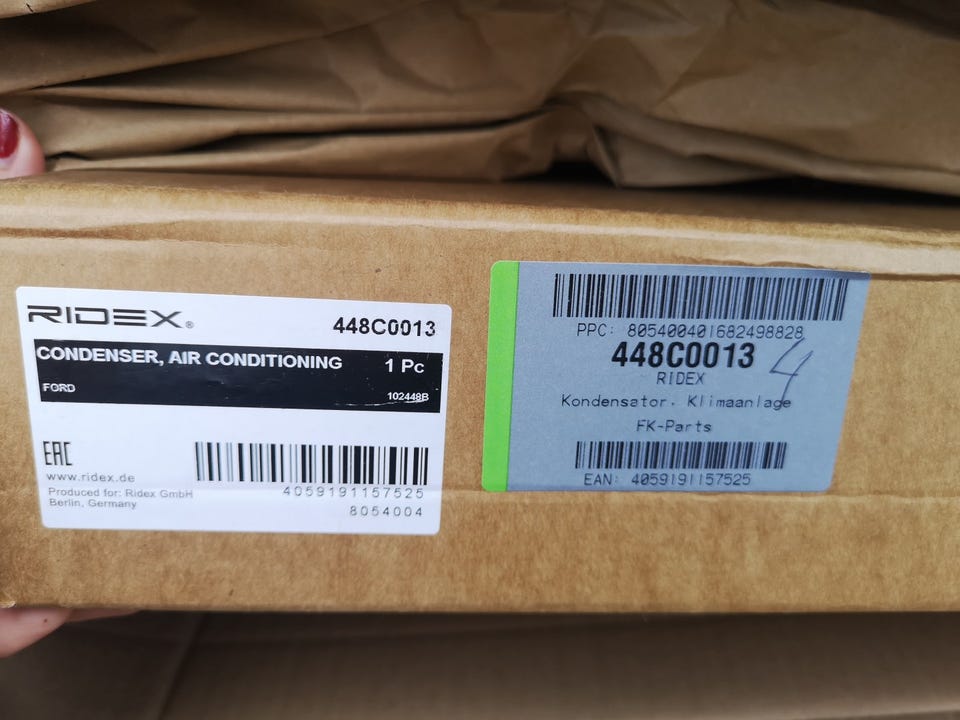 RIDEX®
448C0013
CONDENSER, AIR CONDITIONING 1 Pc
FORD
102448B
EAC
www.ridex.de
Produced for: Ridex GmbH
Berlin, Germany
4059191157525
8054004
PPC: 805400401682498828
448C0013
4
RIDEX
Kondensator, Klimaanlage
FK-Parts
EAN: 4059191157525